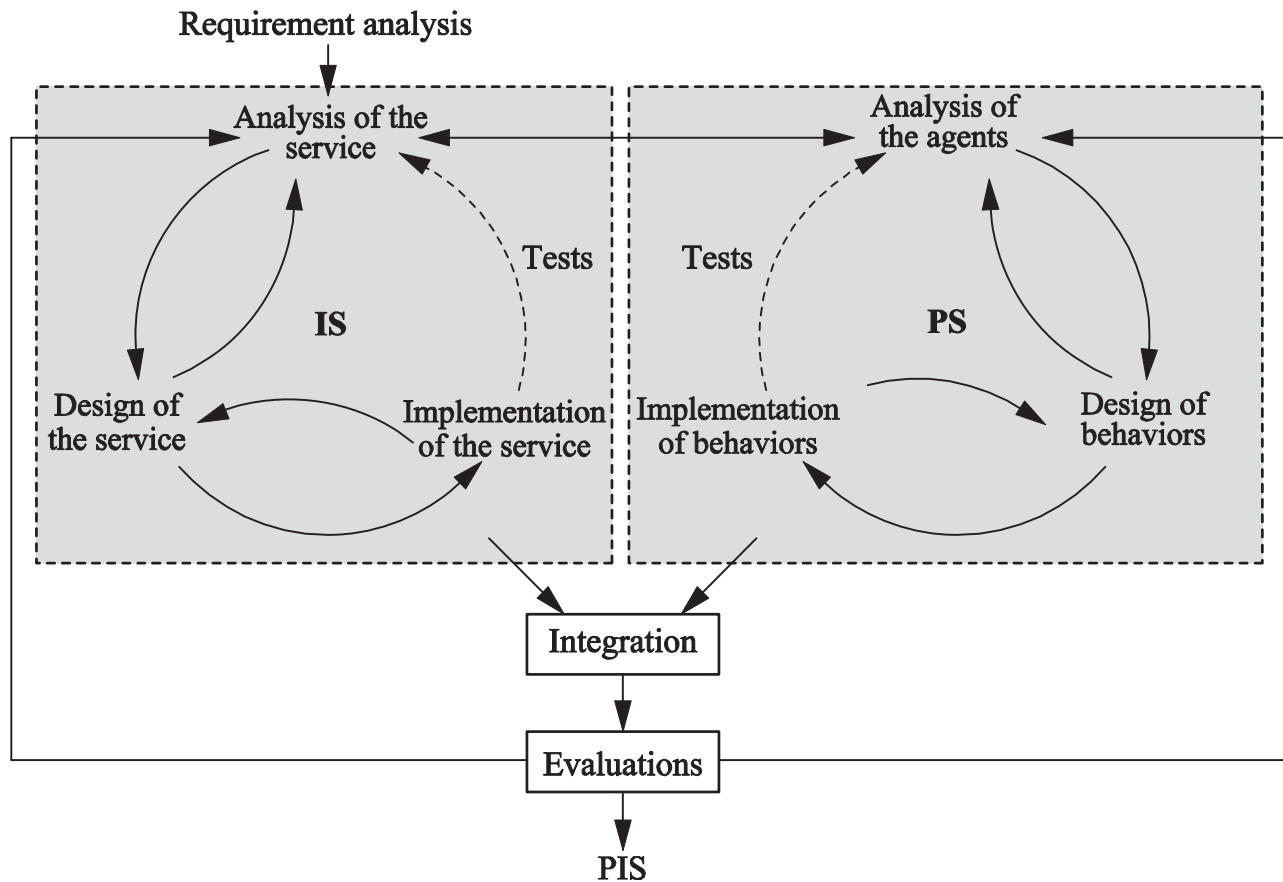 Requirement analysis
Analysis of the
service
Analysis of
the agents
Tests
Tests
IS
PS
Design of
the service
Implementation
of the service
Implementation
of behaviors
Design of
behaviors
Integration
Evaluations
PIS